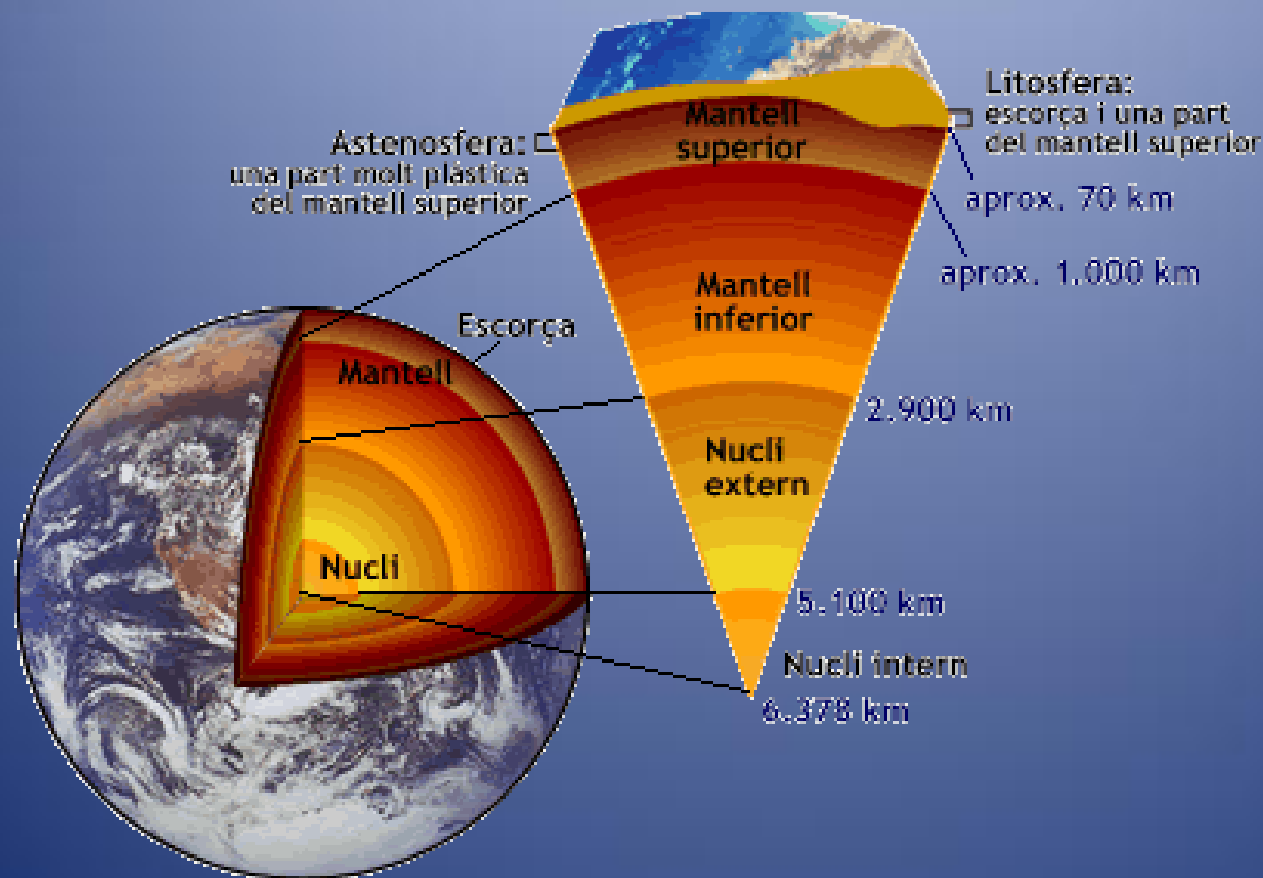 Litosfera:
escorça i una part
del mantell superior
Mantell
superior
Astenosfera:
una part molt plástica
del mantell superior
aprox. 70 km
aprox. 1.000 km
Mantell
inferior
Escorça
Mantell
2.900 km
Nucli
extern
Nucli
5.100 km
Nucli intern
6.378 km